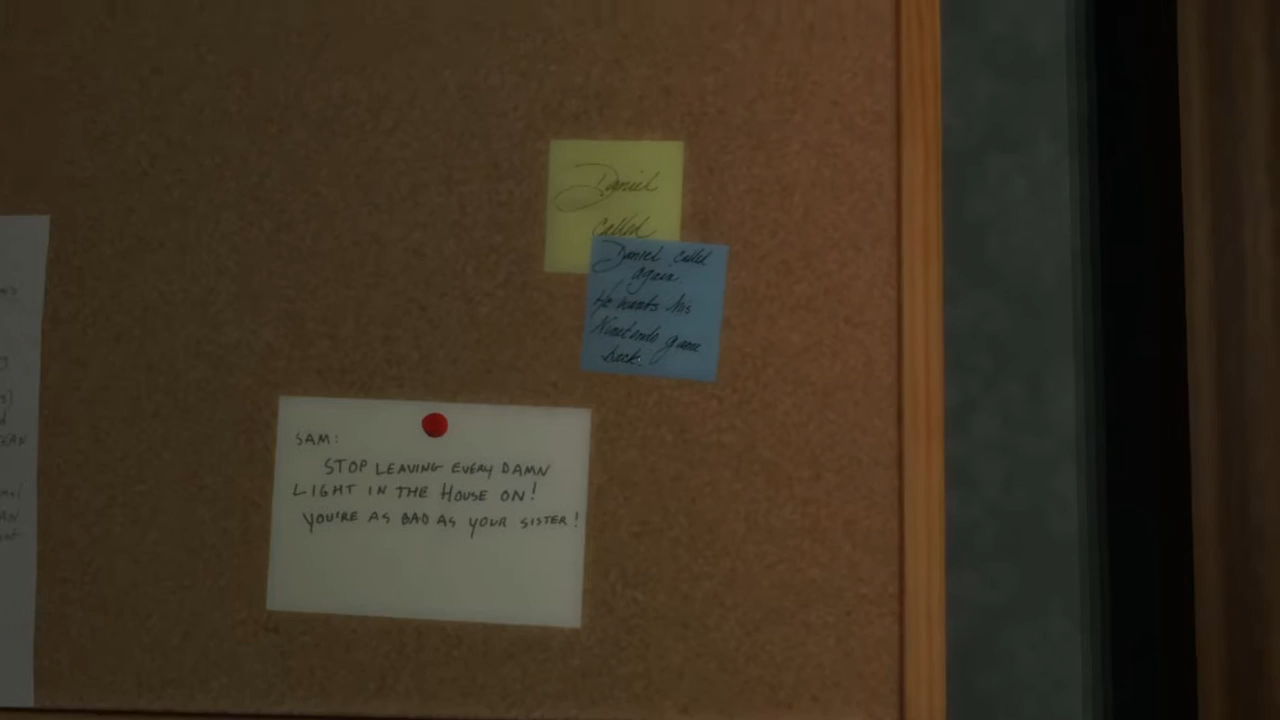 Daniel
called
Daniel called
again.
He wants his
Nintendo game
back.
SAM:
STOP LEAVING EVERY DAMN
LIGHT IN THE HOUSE ON!
YOU'RE AS BAD AS YOUR SISTER!